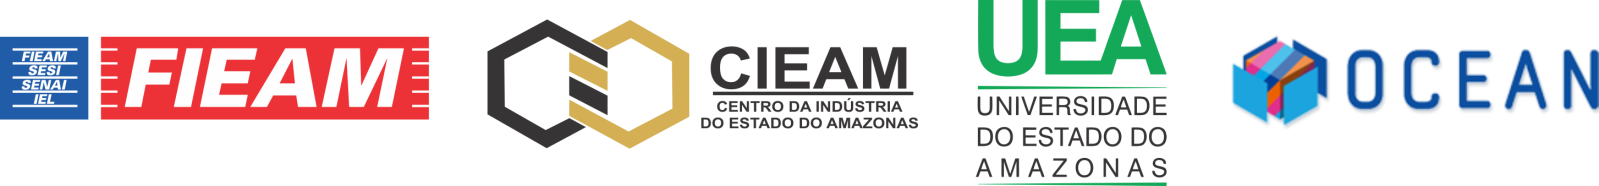 FIEAM
SESI
SENAI
IEL
FIEAM
CIEAM
CENTRO DA INDÚSTRIA
DO ESTADO DO AMAZONAS
UEA
UNIVERSIDADE
DO ESTADO DO
AMAZONAS
OCEAN